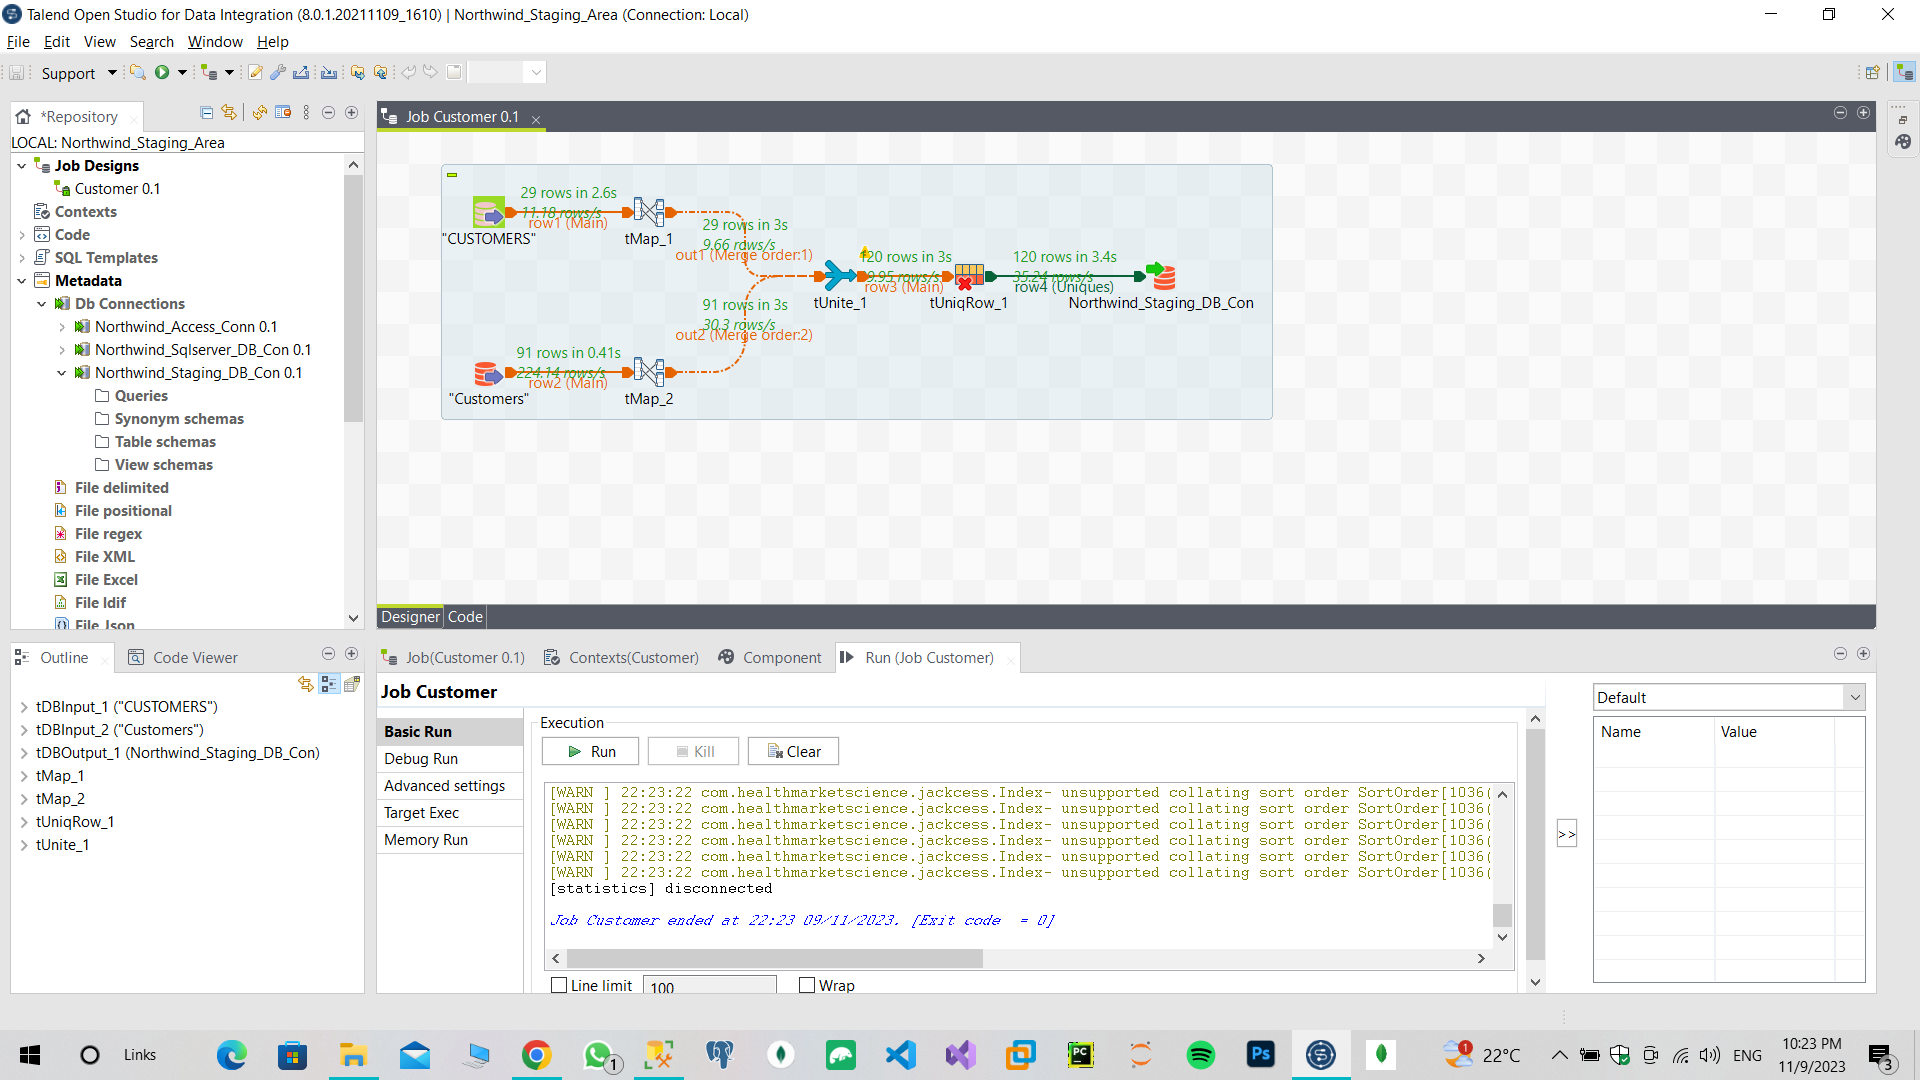 Talend Open Studio for Data Integration (8.0.1.20211109_1610) | Northwind_Staging_Area (Connection: Local)
File Edit View Search Window Help
Support
*Repository
LOCAL: Northwind_Staging_Area
Job Designs
Customer 0.1
Contexts
Code
SQL Templates
Metadata
Db Connections
Northwind_Access_Conn 0.1
Northwind_Sqlserver_DB_Con 0.1
Northwind_Staging_DB_Con 0.1
Queries
Synonym schemas
Table schemas
View schemas
File delimited
File positional
File regex
File XML
File Excel
File ldif
File Json
Job Customer 0.1
29 rows in 2.6s
11.18 rows/s
row1 (Main)
"CUSTOMERS"
tMap_1
29 rows in 3s
9.66 rows/s
out1 (Merge order:1)
91 rows in 3s
30.3 rows/s
out2 (Merge order:2)
91 rows in 0.41s
224.14 rows/s
row2 (Main)
"Customers"
tMap_2
tUnite_1
120 rows in 3s
row3 (Main)
tUniqRow_1
120 rows in 3.4s
35.24 rows/s
row4 (Uniques)
Northwind_Staging_DB_Con
Designer Code
Outline
Code Viewer
tDBInput_1 ("CUSTOMERS")
tDBInput_2 ("Customers")
tDBOutput_1 (Northwind_Staging_DB_Con)
tMap_1
tMap_2
tUniqRow_1
tUnite_1
Job(Customer 0.1) Contexts(Customer) Component Run (Job Customer)
Job Customer
Basic Run
Debug Run
Advanced settings
Target Exec
Memory Run
Execution
Run Kill Clear
[WARN ] 22:23:22 com.healthmarketscience.jackcess.Index- unsupported collating sort order SortOrder[1036(
[WARN ] 22:23:22 com.healthmarketscience.jackcess.Index- unsupported collating sort order SortOrder[1036(
[WARN ] 22:23:22 com.healthmarketscience.jackcess.Index- unsupported collating sort order SortOrder[1036(
[WARN ] 22:23:22 com.healthmarketscience.jackcess.Index- unsupported collating sort order SortOrder[1036(
[WARN ] 22:23:22 com.healthmarketscience.jackcess.Index- unsupported collating sort order SortOrder[1036(
[WARN ] 22:23:22 com.healthmarketscience.jackcess.Index- unsupported collating sort order SortOrder[1036(
[statistics] disconnected
Job Customer ended at 22:23 09/11/2023. [Exit code  = 0]
Line limit 100 Wrap
>>
Default
Name Value
Links
1
PC
Ps
1
22°C
ENG
10:23 PM
11/9/2023
3